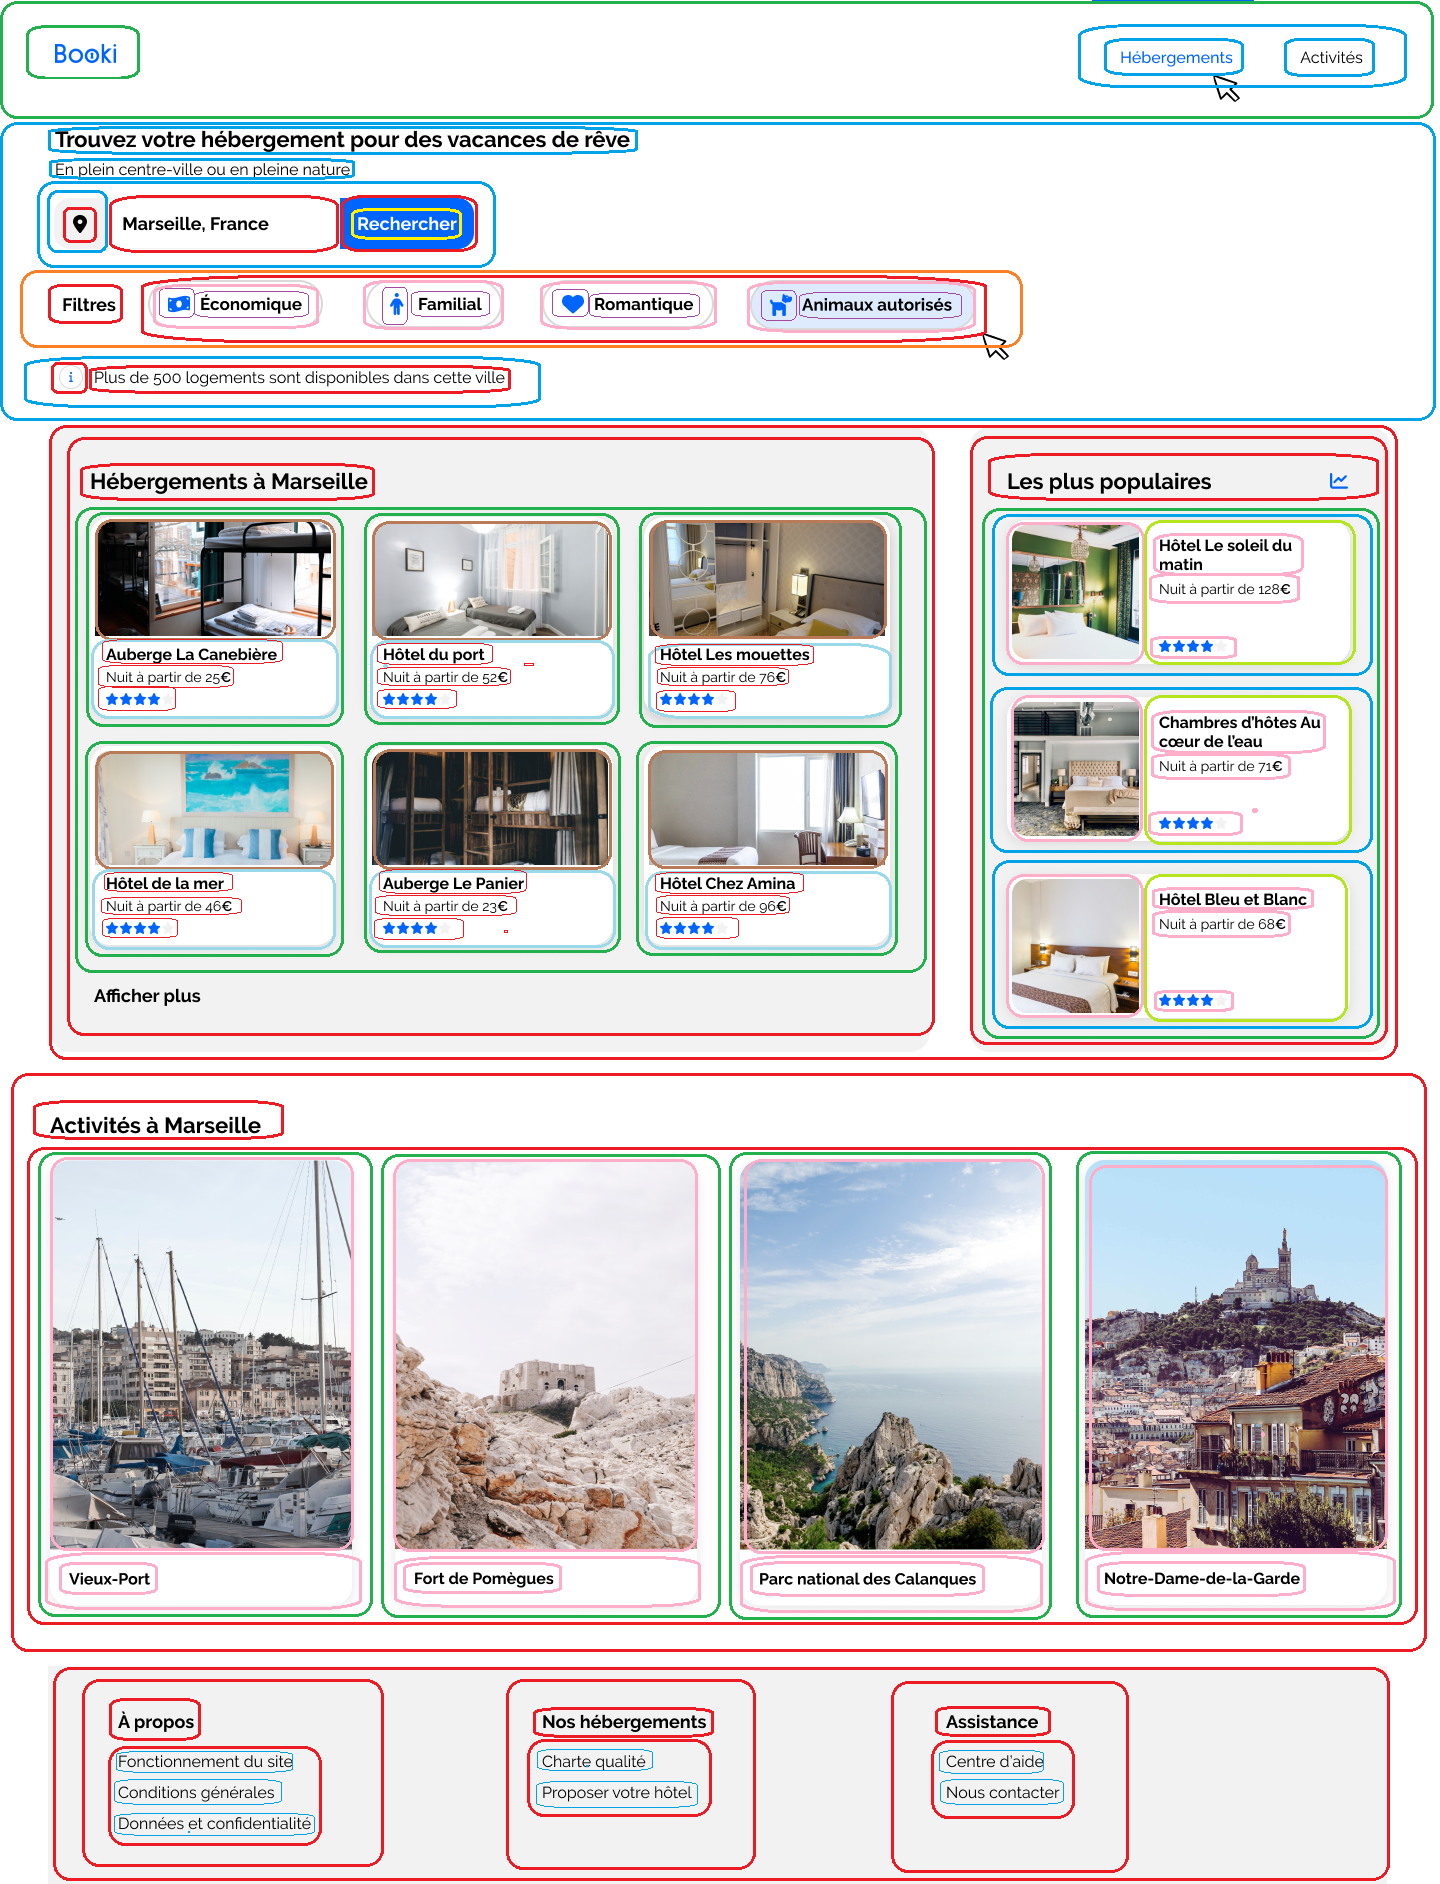 Booki
Hébergements
Activités
Trouvez votre hébergement pour des vacances de rêve
En plein centre-ville ou en pleine nature
Marseille, France
Rechercher
Filtres
Économique
Familial
Romantique
Animaux autorisés
i
Plus de 500 logements sont disponibles dans cette ville
Hébergements à Marseille
Auberge La Canebière
Nuit à partir de 25€
Hôtel du port
Nuit à partir de 52€
Hôtel Les mouettes
Nuit à partir de 76€
Hôtel de la mer
Nuit à partir de 46€
Auberge Le Panier
Nuit à partir de 23€
Hôtel Chez Amina
Nuit à partir de 96€
Afficher plus
Les plus populaires
Hôtel Le soleil du
matin
Nuit à partir de 128€
Chambres d'hôtes Au
cœur de l'eau
Nuit à partir de 71€
Hôtel Bleu et Blanc
Nuit à partir de 68€
Activités à Marseille
Vieux-Port
Fort de Pomègues
Parc national des Calanques
Notre-Dame-de-la-Garde
À propos
Fonctionnement du site
Conditions générales
Données et confidentialité
Nos hébergements
Charte qualité
Proposer votre hôtel
Assistance
Centre d'aide
Nous contacter